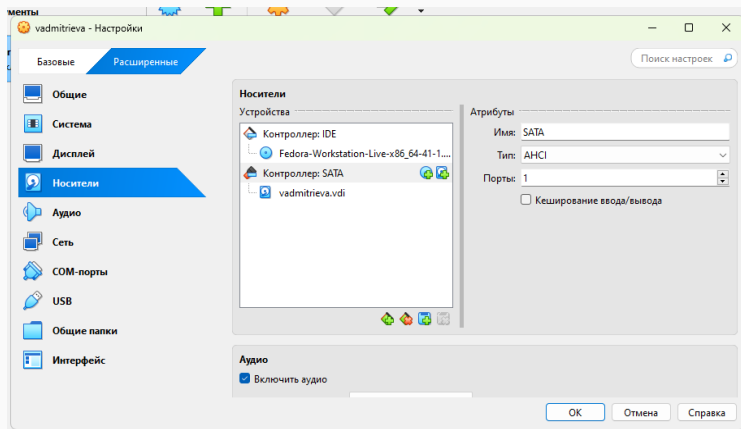 менты
vadmitrieva - Настройки
Базовые
Расширенные
Поиск настроек
Общие
Система
Дисплей
Носители
Аудио
Сеть
COM-порты
USB
Общие папки
Интерфейс
Носители
Устройства
Контроллер: IDE
Fedora-Workstation-Live-x86_64-41-1....
Контроллер: SATA
vadmitrieva.vdi
Атрибуты
Имя: SATA
Тип: AHCI
Порты: 1
Кеширование ввода/вывода
Аудио
Включить аудио
OK
Отмена
Справка